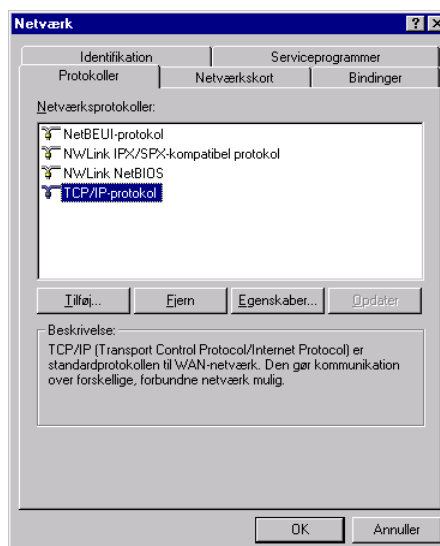 Netværk
Identifikation Serviceprogrammer
Protokoller Netværkskort Bindinger
Netværksprotokoller:
NetBEUI-protokol
NWLink IPX/SPX-kompatibel protokol
NWLink NetBIOS
TCP/IP-protokol
Tilføj... Fjern Egenskaber... Opdater
Beskrivelse:
TCP/IP (Transport Control Protocol/Internet Protocol) er
standardprotokollen til WAN-netværk. Den gør kommunikation
over forskellige, forbundne netværk mulig.
OK Annuller